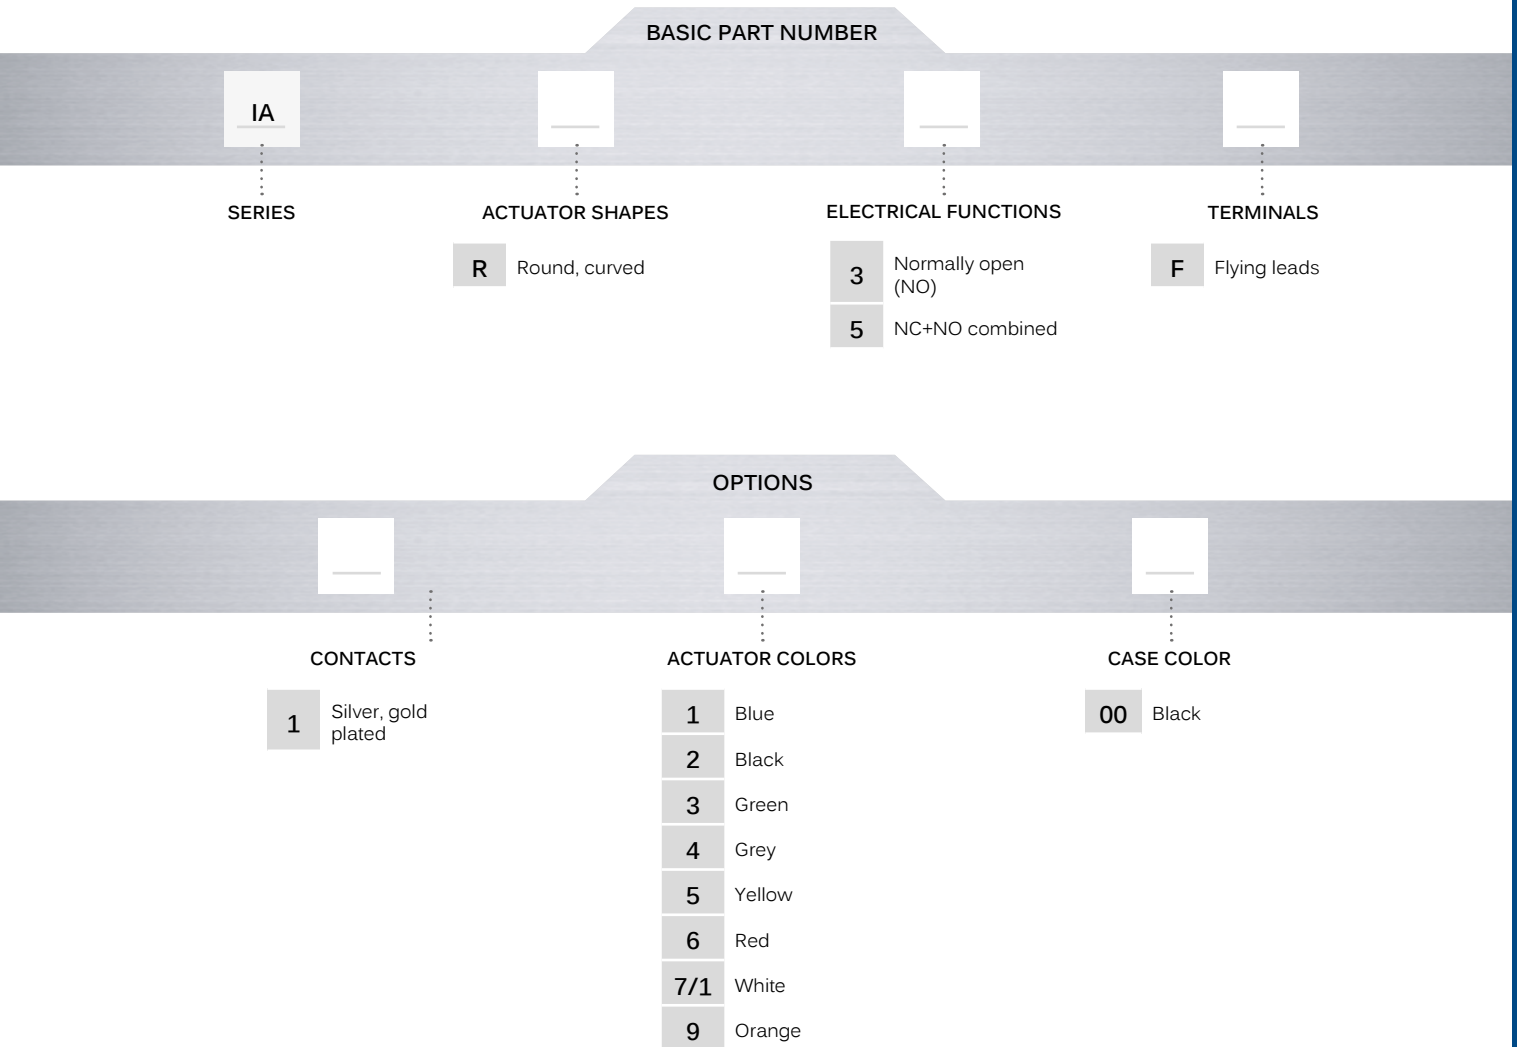 BASIC PART NUMBER
IA
SERIES
ACTUATOR SHAPES
ELECTRICAL FUNCTIONS
TERMINALS
R Round, curved
3 Normally open
(NO)
5 NC+NO combined
F Flying leads
OPTIONS
CONTACTS
ACTUATOR COLORS
CASE COLOR
1 Silver, gold
plated
1 Blue
2 Black
3 Green
4 Grey
5 Yellow
6 Red
7/1 White
9 Orange
00 Black